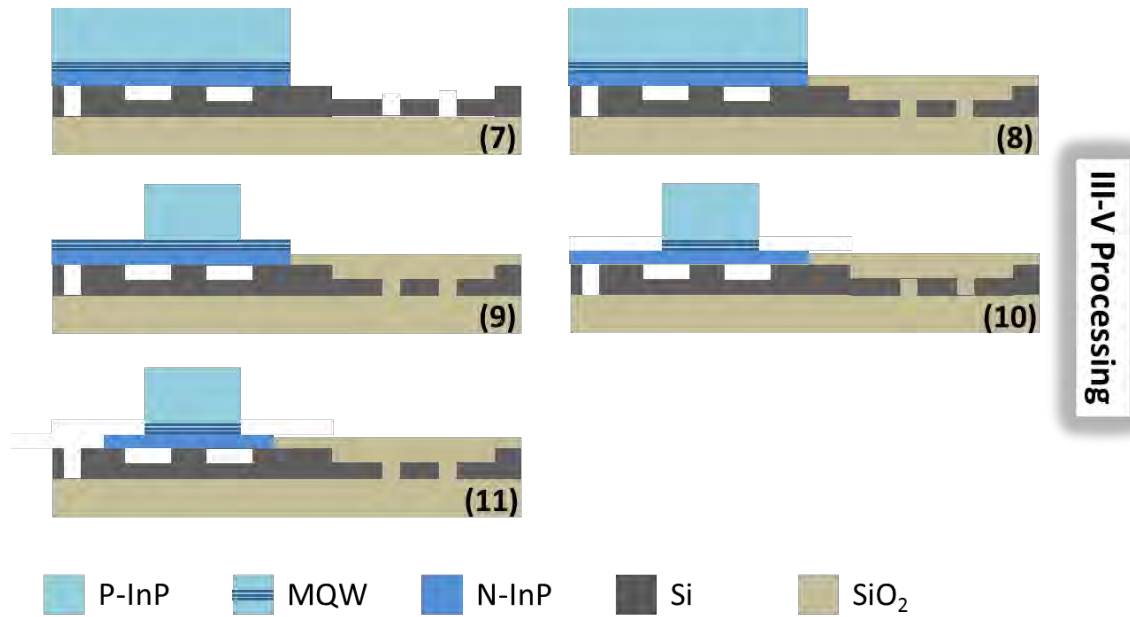 (7)
(8)
(9)
(10)
(11)
III-V Processing
P-InP
MQW
N-InP
Si
SiO₂